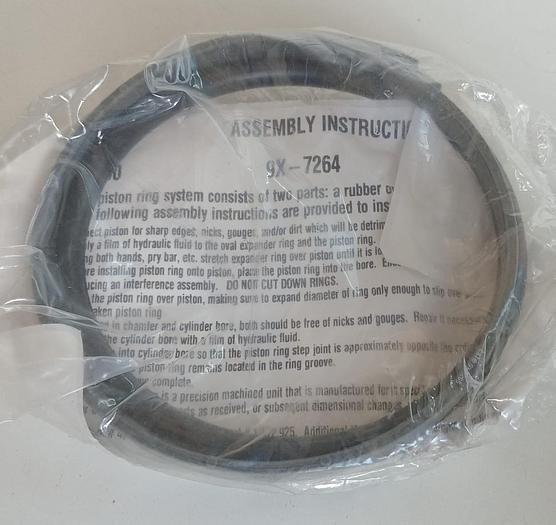 ASSEMBLY INSTRUCTI
9X-7264
piston ring system consists of two parts: a rubber
following assembly instructions are provided to ins
ect piston for sharp edges, nicks, gouges, and/or dirt which will be detrim
ly a film of hydraulic fluid to the oval expander ring and the piston ring.
ng both hands, pry bar, etc. stretch expander ring over piston until it is
re installing piston ring onto piston, place the piston ring into the bore.
ucing an interference assembly. DO NOT CUT DOWN RINGS.
the piston ring over piston, making sure to expand diameter of ring only enough to slip over
aken piston ring
in chamfer and cylinder bore, both should be free of nicks and gouges. Repair if necessary
the cylinder bore with a film of hydraulic fluid.
into cylinder bore so that the piston ring step joint is approximately opposite the
piston ring remains located in the ring groove.
complete.
is a precision machined unit that is manufactured for
as received, or subsequent dimensional changes
925. Additional